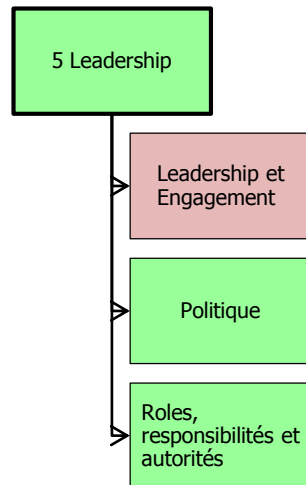 5 Leadership
Leadership et
Engagement
Politique
Roles,
responsibilités et
autorités